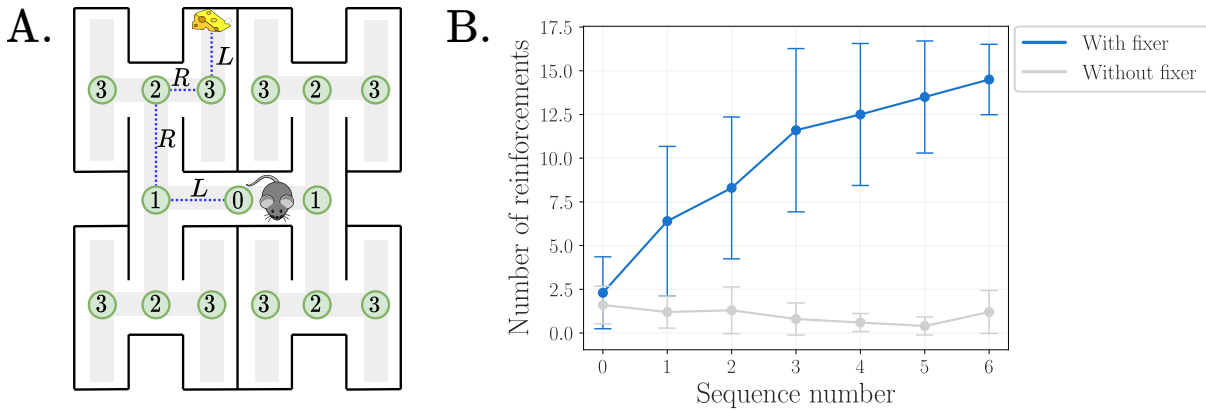 A.
L
3 2 R 3 3 2 3
R
1 L 0 1
3 2 3 3 2 3
B.
Number of reinforcements
17.5
15.0
12.5
10.0
7.5
5.0
2.5
0.0
0 1 2 3 4 5 6
Sequence number
With fixer
Without fixer